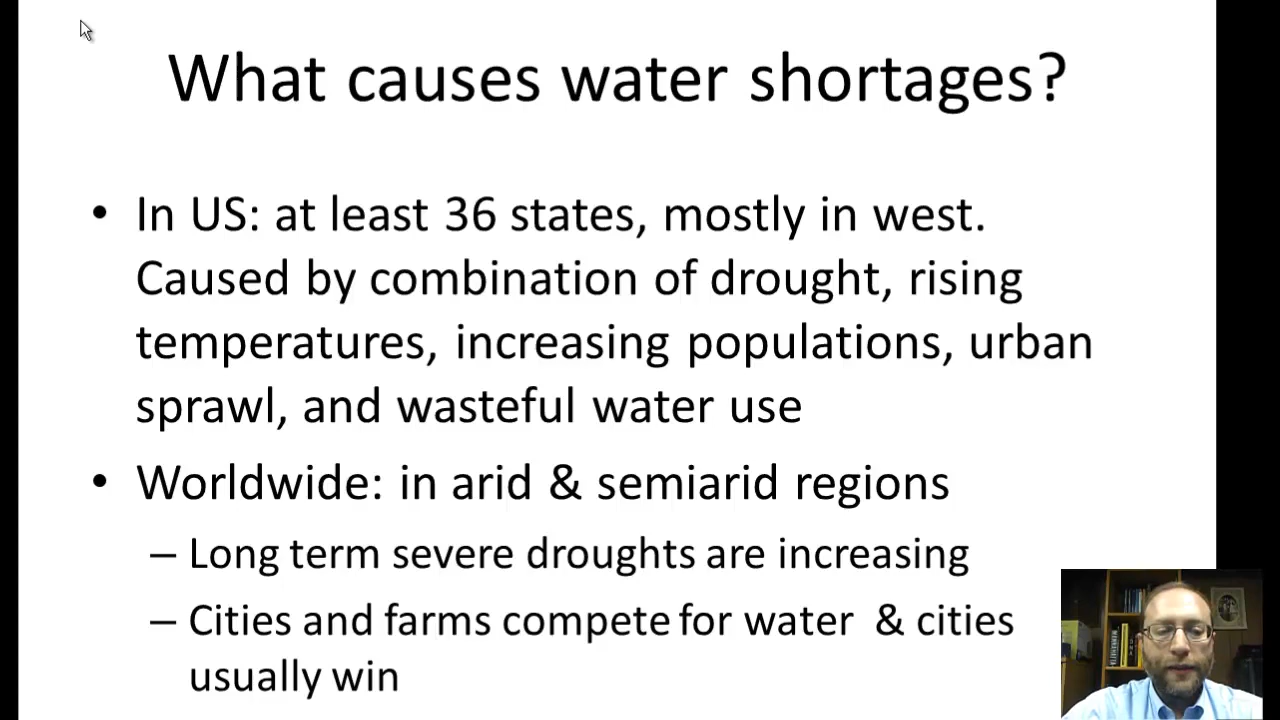 What causes water shortages?
• In US: at least 36 states, mostly in west.
Caused by combination of drought, rising
temperatures, increasing populations, urban
sprawl, and wasteful water use
• Worldwide: in arid & semiarid regions
– Long term severe droughts are increasing
– Cities and farms compete for water & cities
usually win